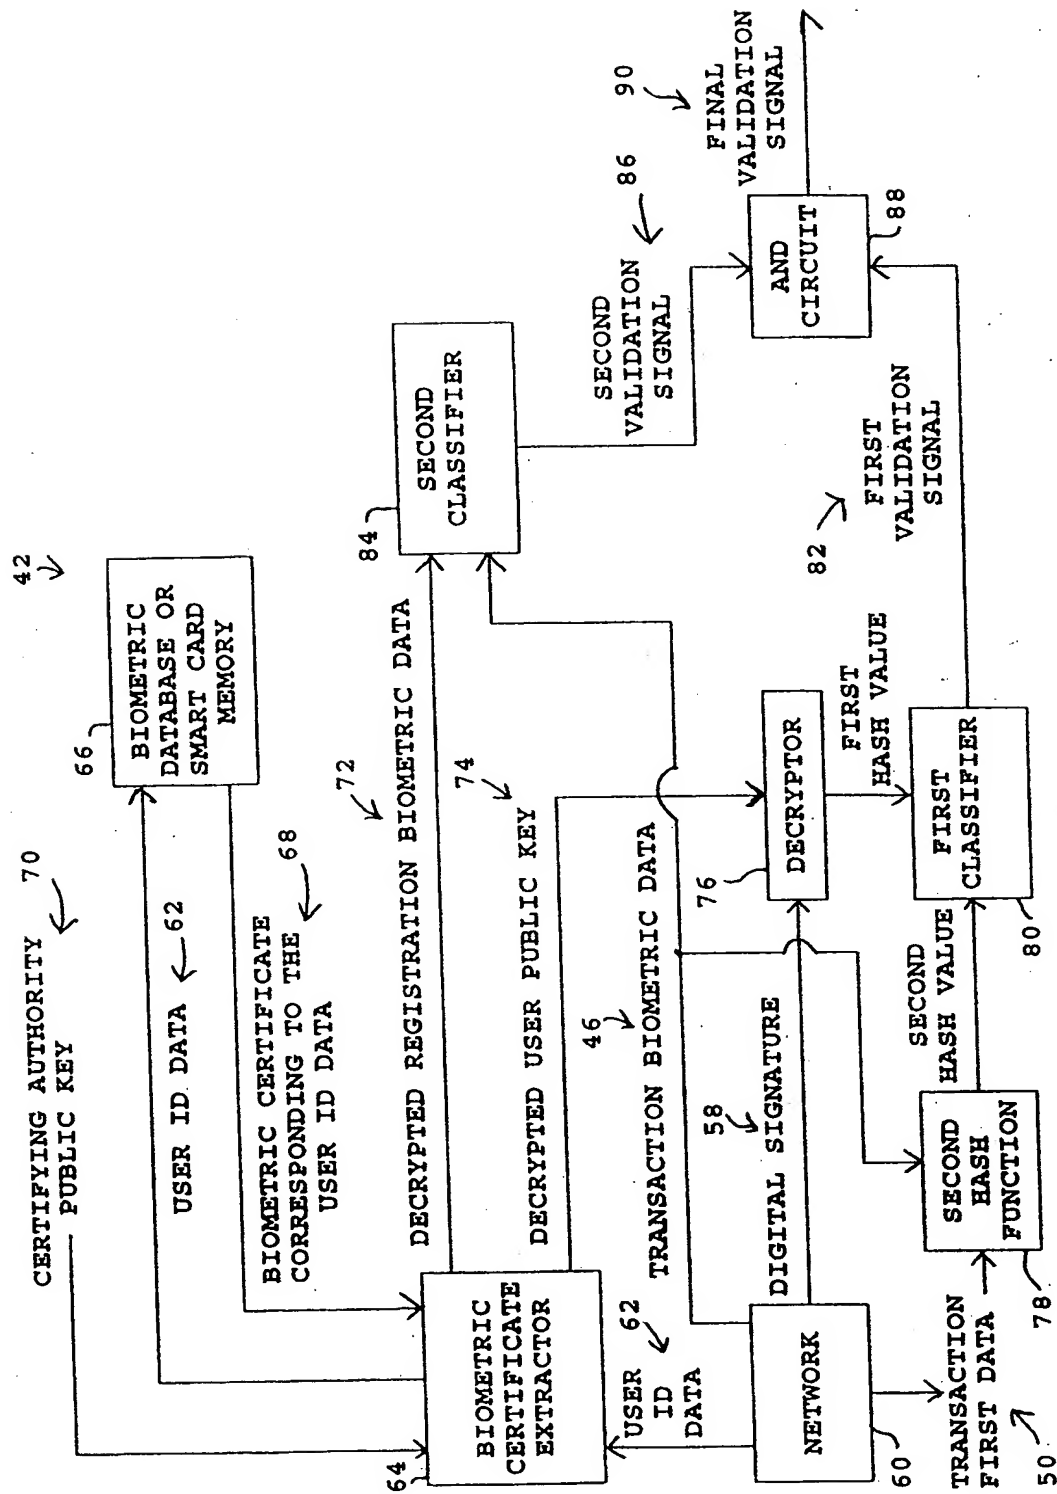 42
70
CERTIFYING AUTHORITY
PUBLIC KEY
66
BIOMETRIC
DATABASE OR
SMART CARD
MEMORY
USER ID DATA
62
BIOMETRIC CERTIFICATE
CORRESPONDING TO THE
USER ID DATA
68
64
BIOMETRIC
CERTIFICATE
EXTRACTOR
72
DECRYPTED REGISTRATION BIOMETRIC DATA
74
DECRYPTED USER PUBLIC KEY
84
SECOND
CLASSIFIER
SECOND
VALIDATION
SIGNAL
86
USER
ID
DATA
62
46
TRANSACTION BIOMETRIC DATA
58
DIGITAL SIGNATURE
76
DECRYPTOR
AND
CIRCUIT
88
90
FINAL
VALIDATION
SIGNAL
NETWORK
60
FIRST
HASH VALUE
82
FIRST
VALIDATION
SIGNAL
SECOND
HASH VALUE
FIRST
CLASSIFIER
80
SECOND
HASH
FUNCTION
78
TRANSACTION
FIRST DATA
50